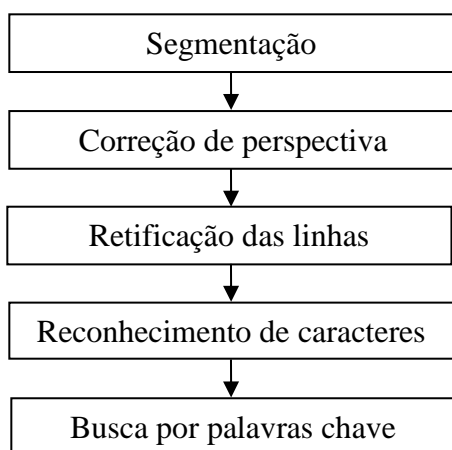 Segmentação
Correção de perspectiva
Retificação das linhas
Reconhecimento de caracteres
Busca por palavras chave